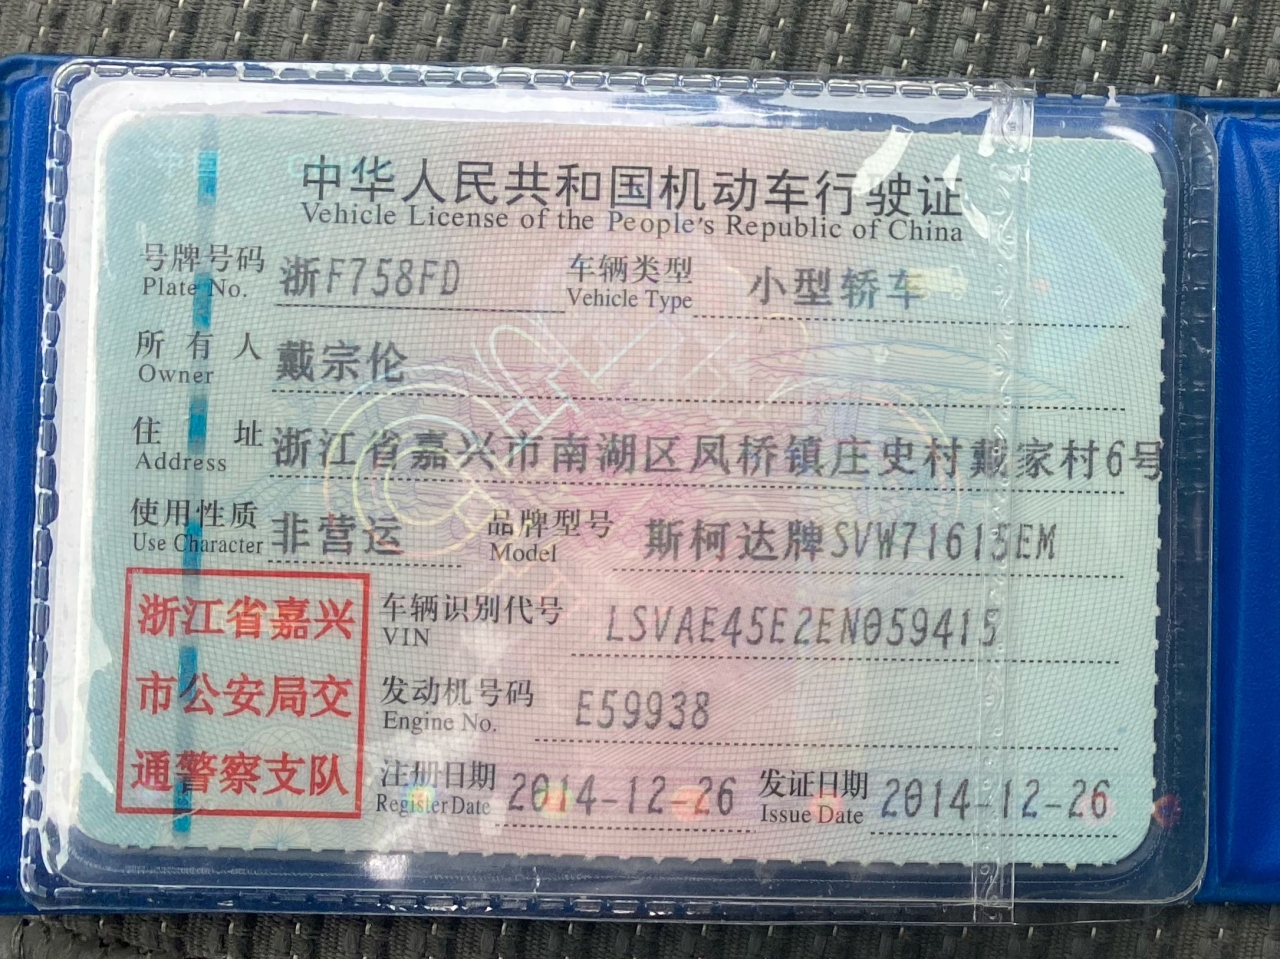 中华人民共和国机动车行驶证
Vehicle License of the People's Republic of China
号牌号码 浙F758FD 车辆类型 小型轿车
Plate No. Vehicle Type
所有人 戴宗伦
Owner
住址 浙江省嘉兴市南湖区凤桥镇庄史村戴家村6号
Address
使用性质 非营运 品牌型号 斯柯达牌SVW71615EM
Use Character Model
浙江省嘉兴
市公安局交
通警察支队
车辆识别代号 LSVAE45E2EN059415
VIN
发动机号码 E59938
Engine No.
注册日期 2014-12-26 发证日期 2014-12-26
Register Date Issue Date